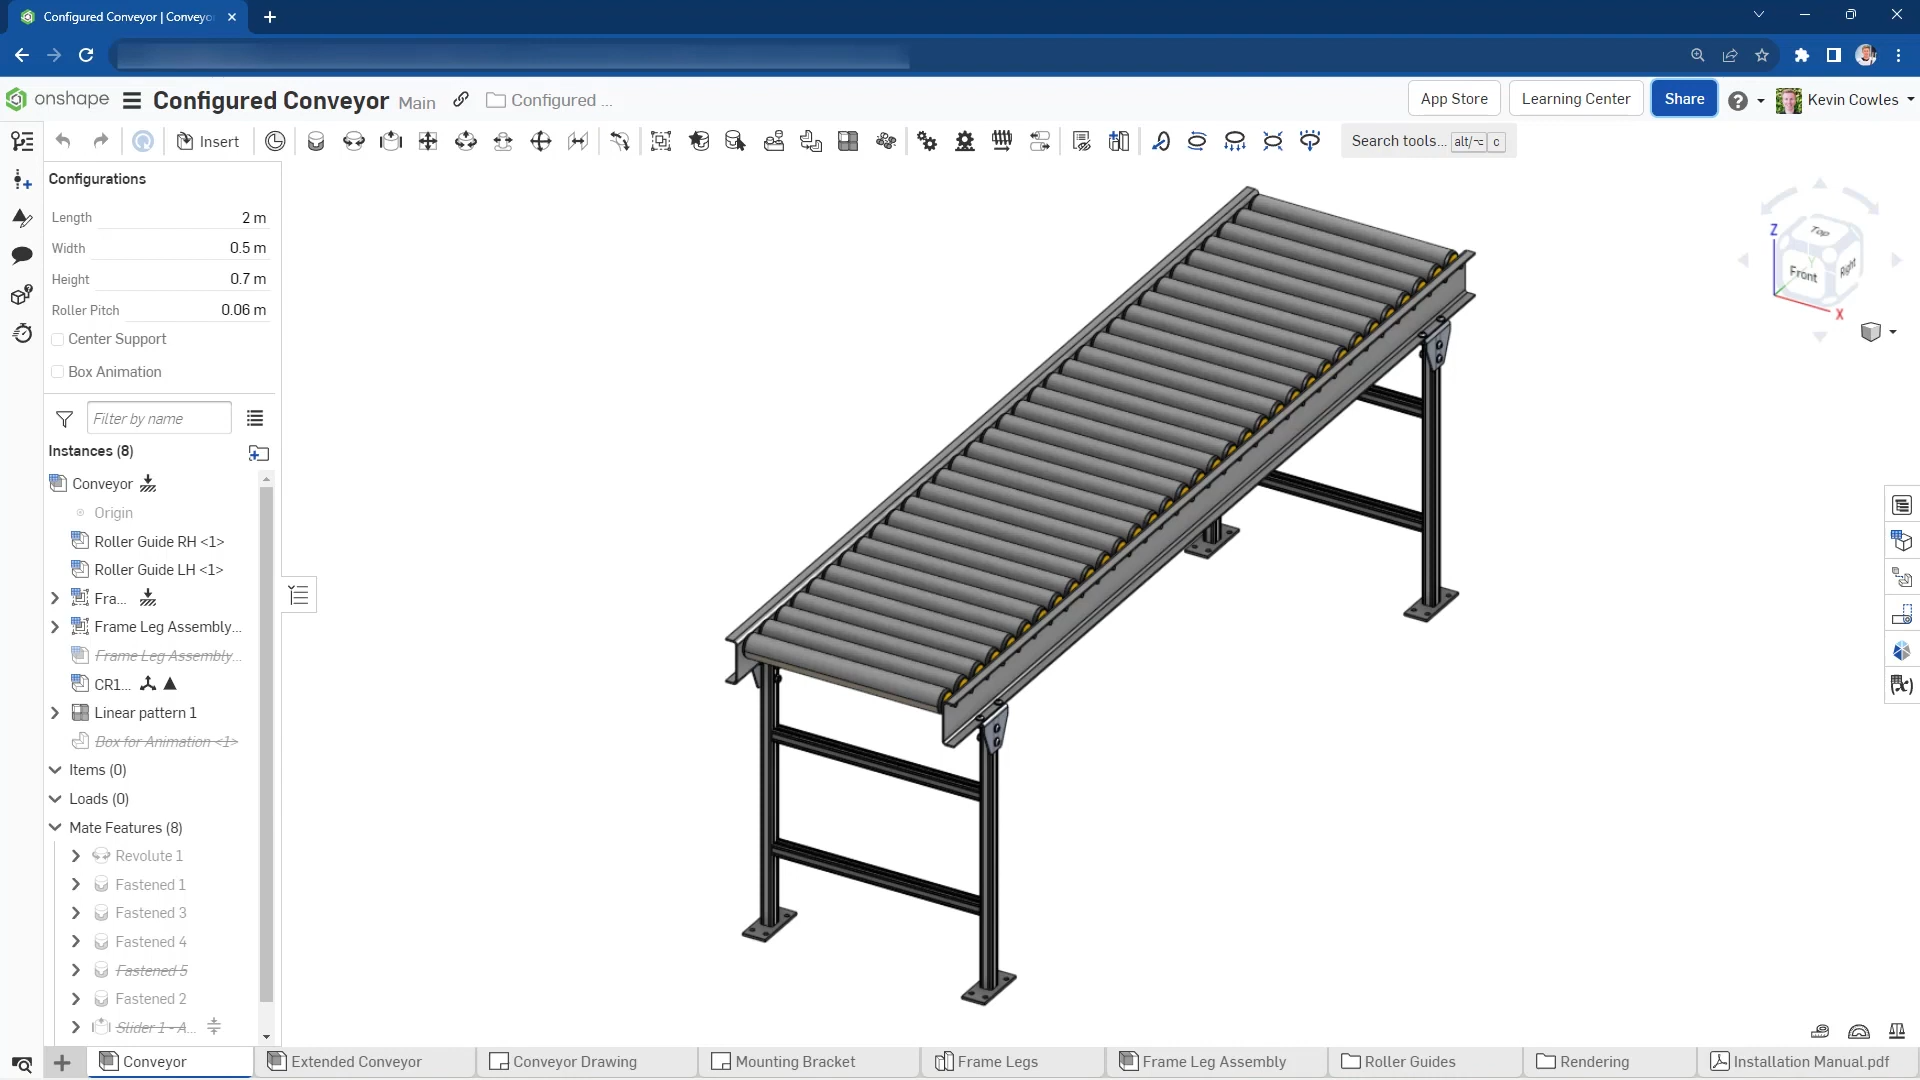 Configured Conveyor | Conveyo
onshape Configured Conveyor Main Configured ...
App Store Learning Center Share Kevin Cowles
Insert Search tools... alt/⌥ c
Configurations
Length 2 m
Width 0.5 m
Height 0.7 m
Roller Pitch 0.06 m
Center Support
Box Animation
Filter by name
Instances (8)
Conveyor
Origin
Roller Guide RH <1>
Roller Guide LH <1>
Fra...
Frame Leg Assembly...
Frame Leg Assembly...
CR1...
Linear pattern 1
Box for Animation <1>
Items (0)
Loads (0)
Mate Features (8)
Revolute 1
Fastened 1
Fastened 3
Fastened 4
Fastened 5
Fastened 2
Slider 1 - A...
Z
Top
Y
Front
Right
X
(x)
Conveyor Extended Conveyor Conveyor Drawing Mounting Bracket Frame Legs Frame Leg Assembly Roller Guides Rendering Installation Manual.pdf